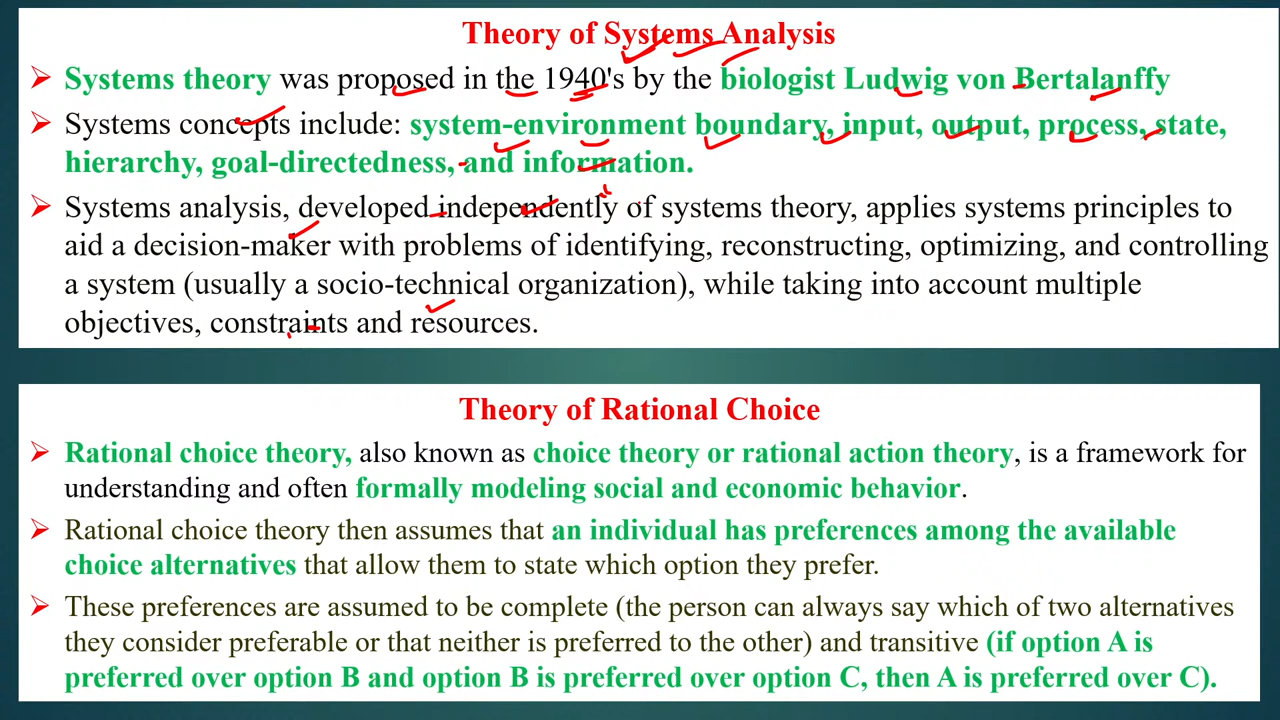 Theory of Systems Analysis
Systems theory was proposed in the 1940's by the biologist Ludwig von Bertalanffy
Systems concepts include: system-environment boundary, input, output, process, state,
hierarchy, goal-directedness, and information.
Systems analysis, developed independently of systems theory, applies systems principles to
aid a decision-maker with problems of identifying, reconstructing, optimizing, and controlling
a system (usually a socio-technical organization), while taking into account multiple
objectives, constraints and resources.
Theory of Rational Choice
Rational choice theory, also known as choice theory or rational action theory, is a framework for
understanding and often formally modeling social and economic behavior.
Rational choice theory then assumes that an individual has preferences among the available
choice alternatives that allow them to state which option they prefer.
These preferences are assumed to be complete (the person can always say which of two alternatives
they consider preferable or that neither is preferred to the other) and transitive (if option A is
preferred over option B and option B is preferred over option C, then A is preferred over C).